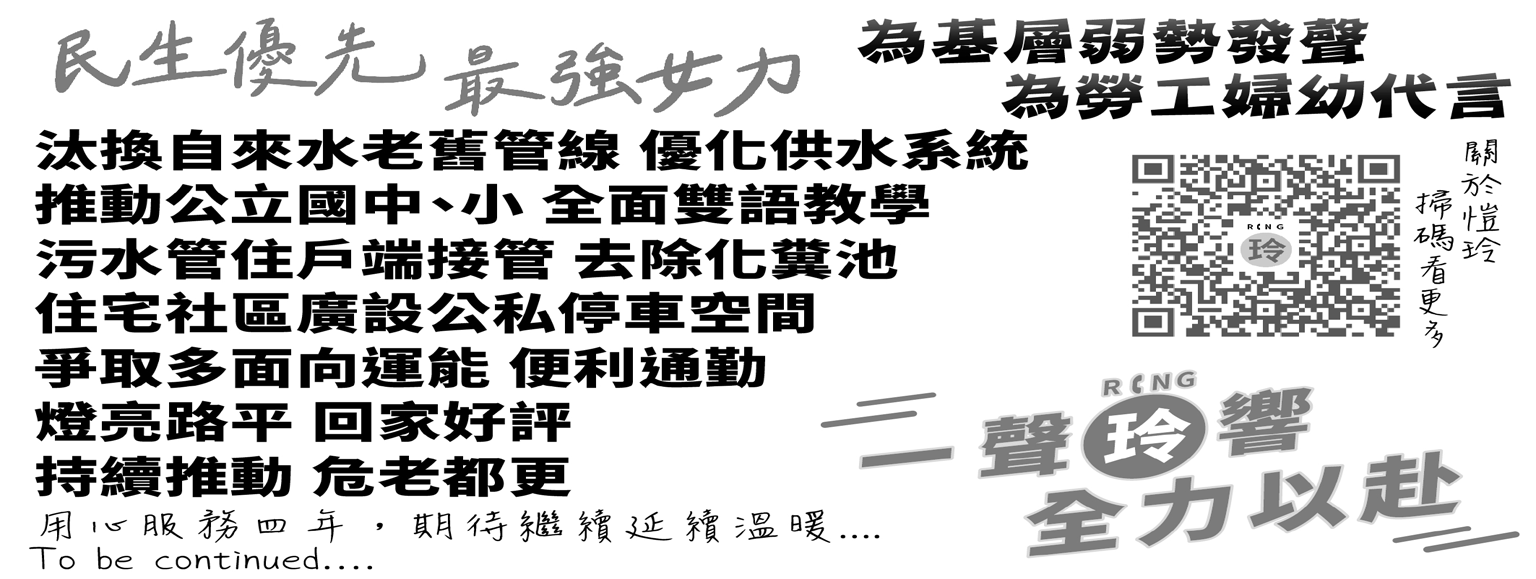 民生優先 最強女力
為基層弱勢發聲
為勞工婦幼代言
汰換自來水老舊管線 優化供水系統
推動公立國中、小 全面雙語教學
污水管住戶端接管 去除化糞池
住宅社區廣設公私停車空間
爭取多面向運能 便利通勤
燈亮路平 回家好評
持續推動 危老都更
用心服務四年，期待繼續延續溫暖....
To be continued....
關於愷玲
掃碼看更多
RING
玲
RING
一聲玲響
全力以赴